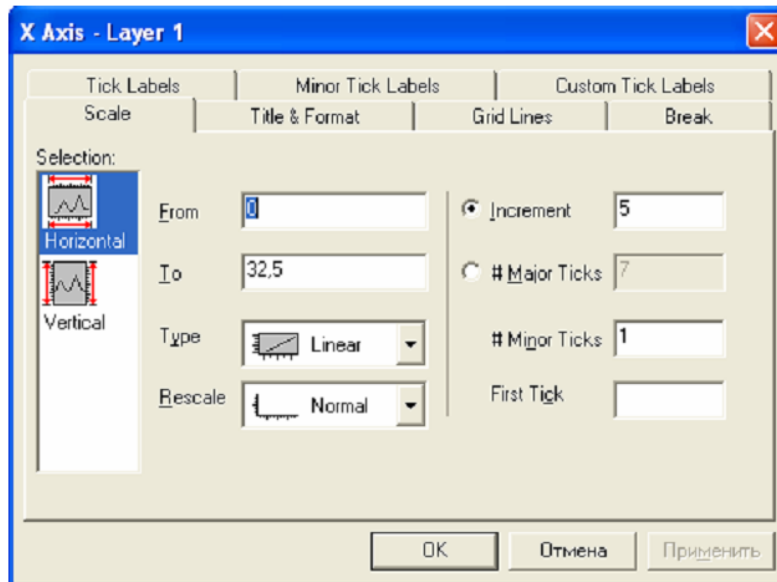 X Axis - Layer 1
Tick Labels
Minor Tick Labels
Custom Tick Labels
Scale
Title & Format
Grid Lines
Break
Selection:
Horizontal
Vertical
From
0
To
32,5
Type
Linear
Rescale
Normal
Increment
5
# Major Ticks
7
# Minor Ticks
1
First Tick
OK
Отмена
Применить